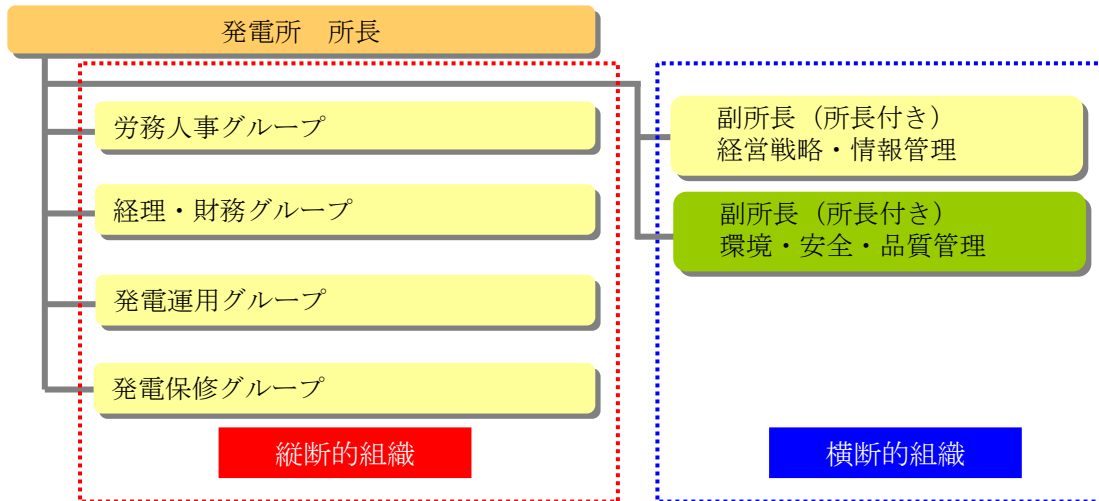 発電所　所長
労務人事グループ
経理・財務グループ
発電運用グループ
発電保修グループ
縦断的組織
副所長（所長付き）
経営戦略・情報管理
副所長（所長付き）
環境・安全・品質管理
横断的組織